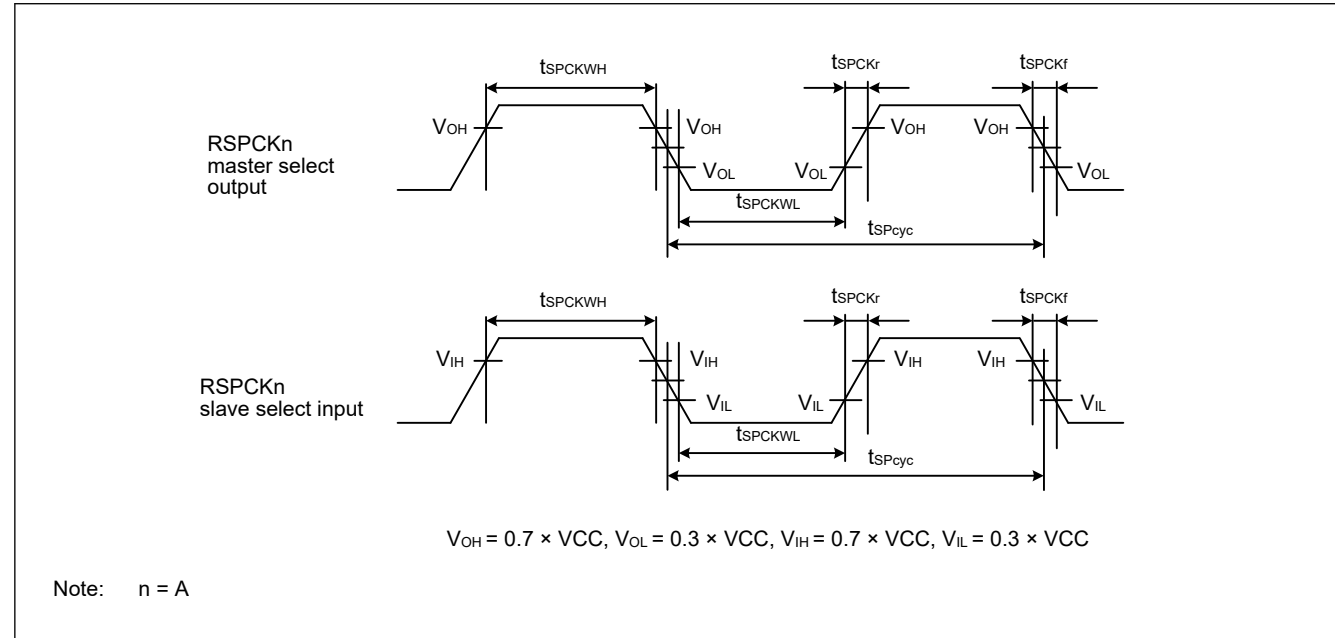 tSPCKWH
tSPCKr
tSPCKf
VOH
VOH
VOH
VOH
RSPCKn
master select
output
VOL
VOL
VOL
tSPCKWL
tSPcyc
tSPCKWH
tSPCKr
tSPCKf
VIH
VIH
VIH
VIH
RSPCKn
slave select input
VIL
VIL
VIL
tSPCKWL
tSPcyc
VOH = 0.7 × VCC, VOL = 0.3 × VCC, VIH = 0.7 × VCC, VIL = 0.3 × VCC
Note: n = A